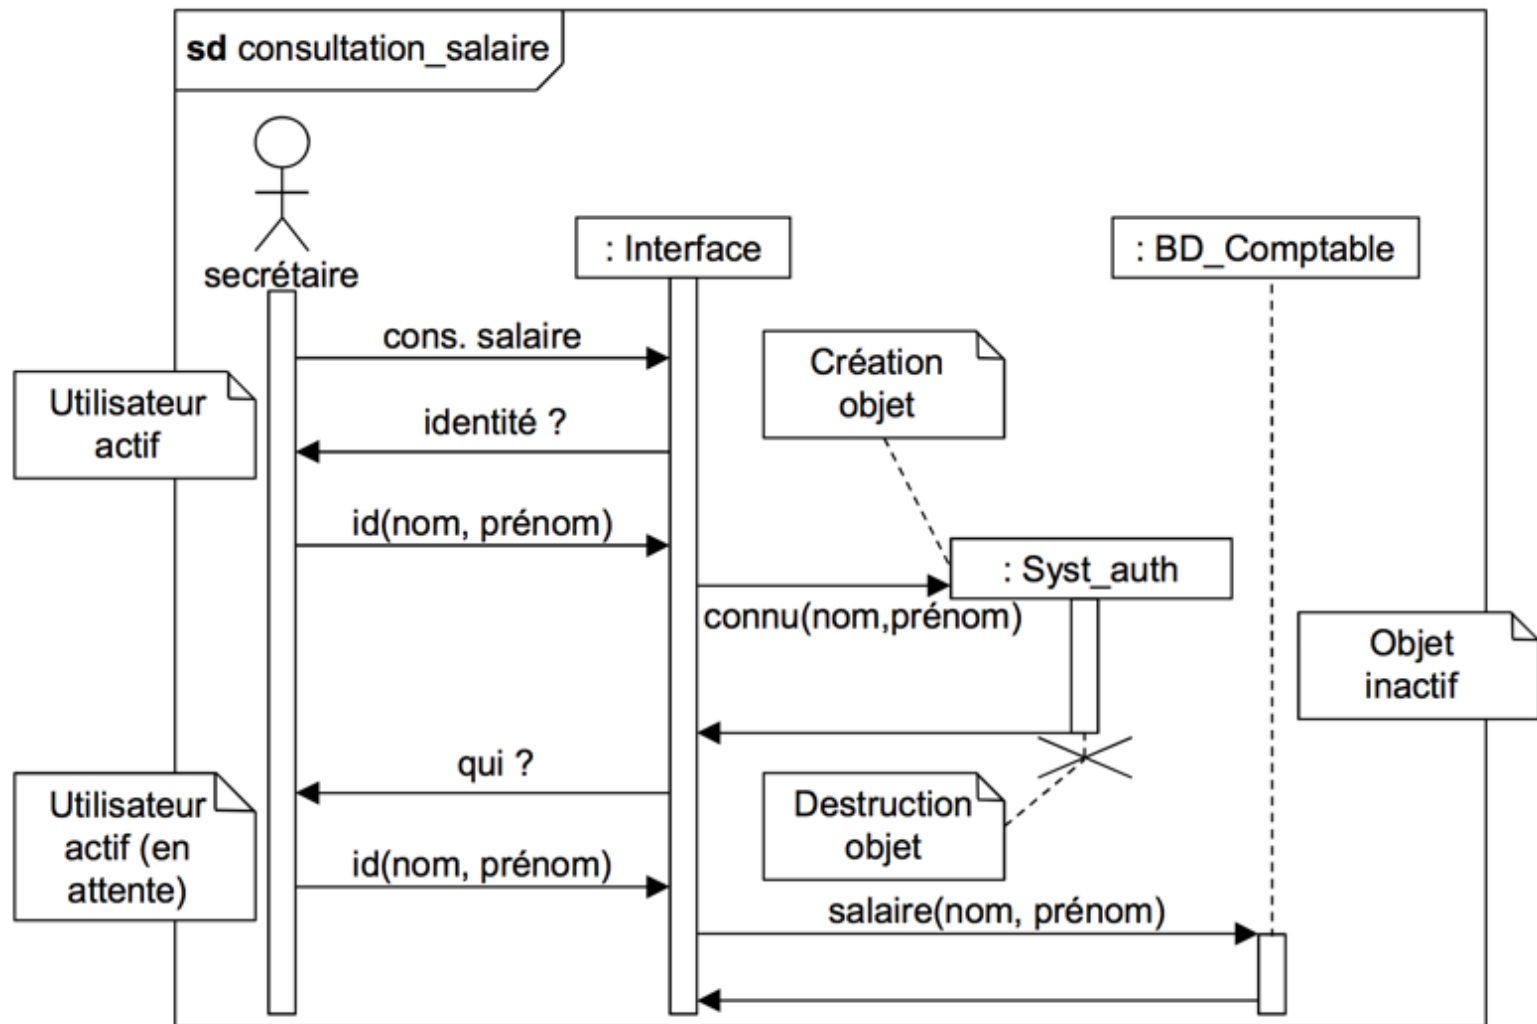 sd consultation_salaire
secrétaire
: Interface
: BD_Comptable
cons. salaire
Création
objet
Utilisateur
actif
identité ?
id(nom, prénom)
: Syst_auth
connu(nom,prénom)
Objet
inactif
qui ?
Utilisateur
actif (en
attente)
Destruction
objet
id(nom, prénom)
salaire(nom, prénom)